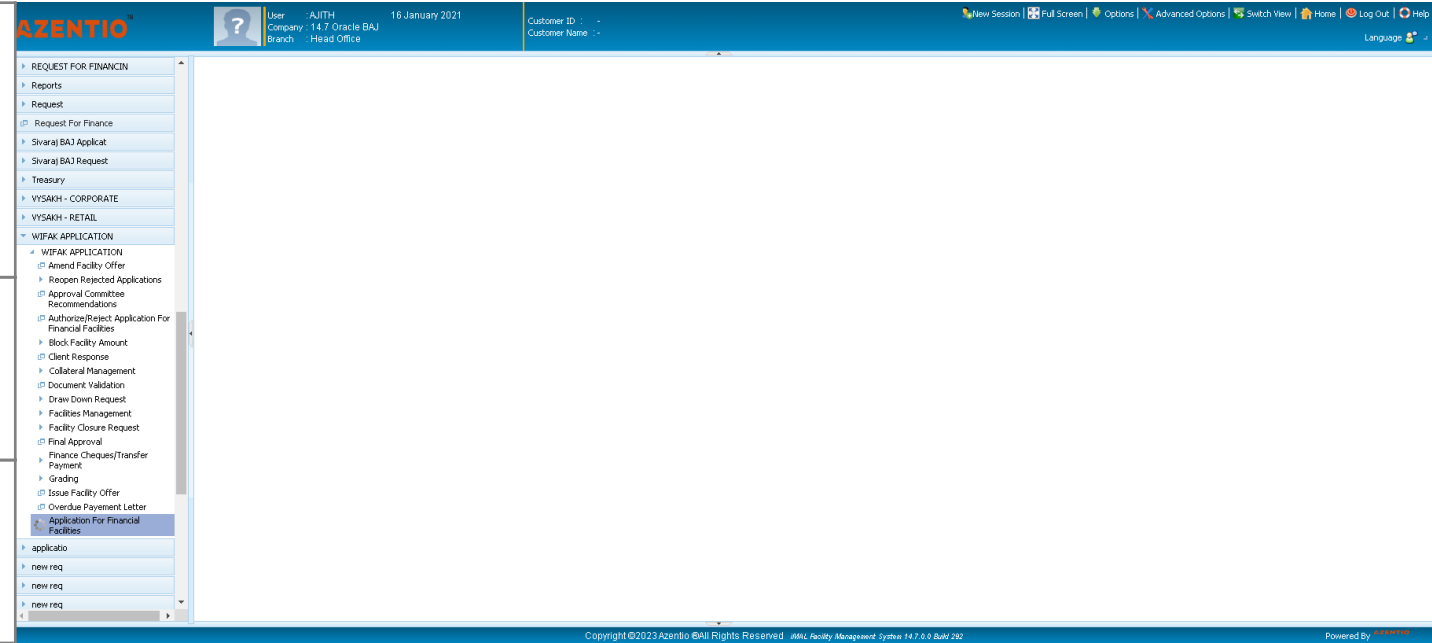 AZENTIO™
User : AJITH 16 January 2021
Company : 14.7 Oracle BAJ
Branch : Head Office
Customer ID : -
Customer Name : -
New Session | Full Screen | Options | Advanced Options | Switch View | Home | Log Out | Help
Language
REQUEST FOR FINANCIN
Reports
Request
Request For Finance
Sivaraj BAJ Applicat
Sivaraj BAJ Request
Treasury
VYSAKH - CORPORATE
VYSAKH - RETAIL
WIFAK APPLICATION
WIFAK APPLICATION
Amend Facility Offer
Reopen Rejected Applications
Approval Committee
Recommendations
Authorize/Reject Application For
Financial Facilities
Block Facility Amount
Client Response
Collateral Management
Document Validation
Draw Down Request
Facilities Management
Facility Closure Request
Final Approval
Finance Cheques/Transfer
Payment
Grading
Issue Facility Offer
Overdue Payement Letter
Application For Financial
Facilities
applicatio
new req
new req
new req
Copyright ©2023 Azentio ®All Rights Reserved iMAL Facility Management System 14.7.0.0 Build 292
Powered By AZENTIO